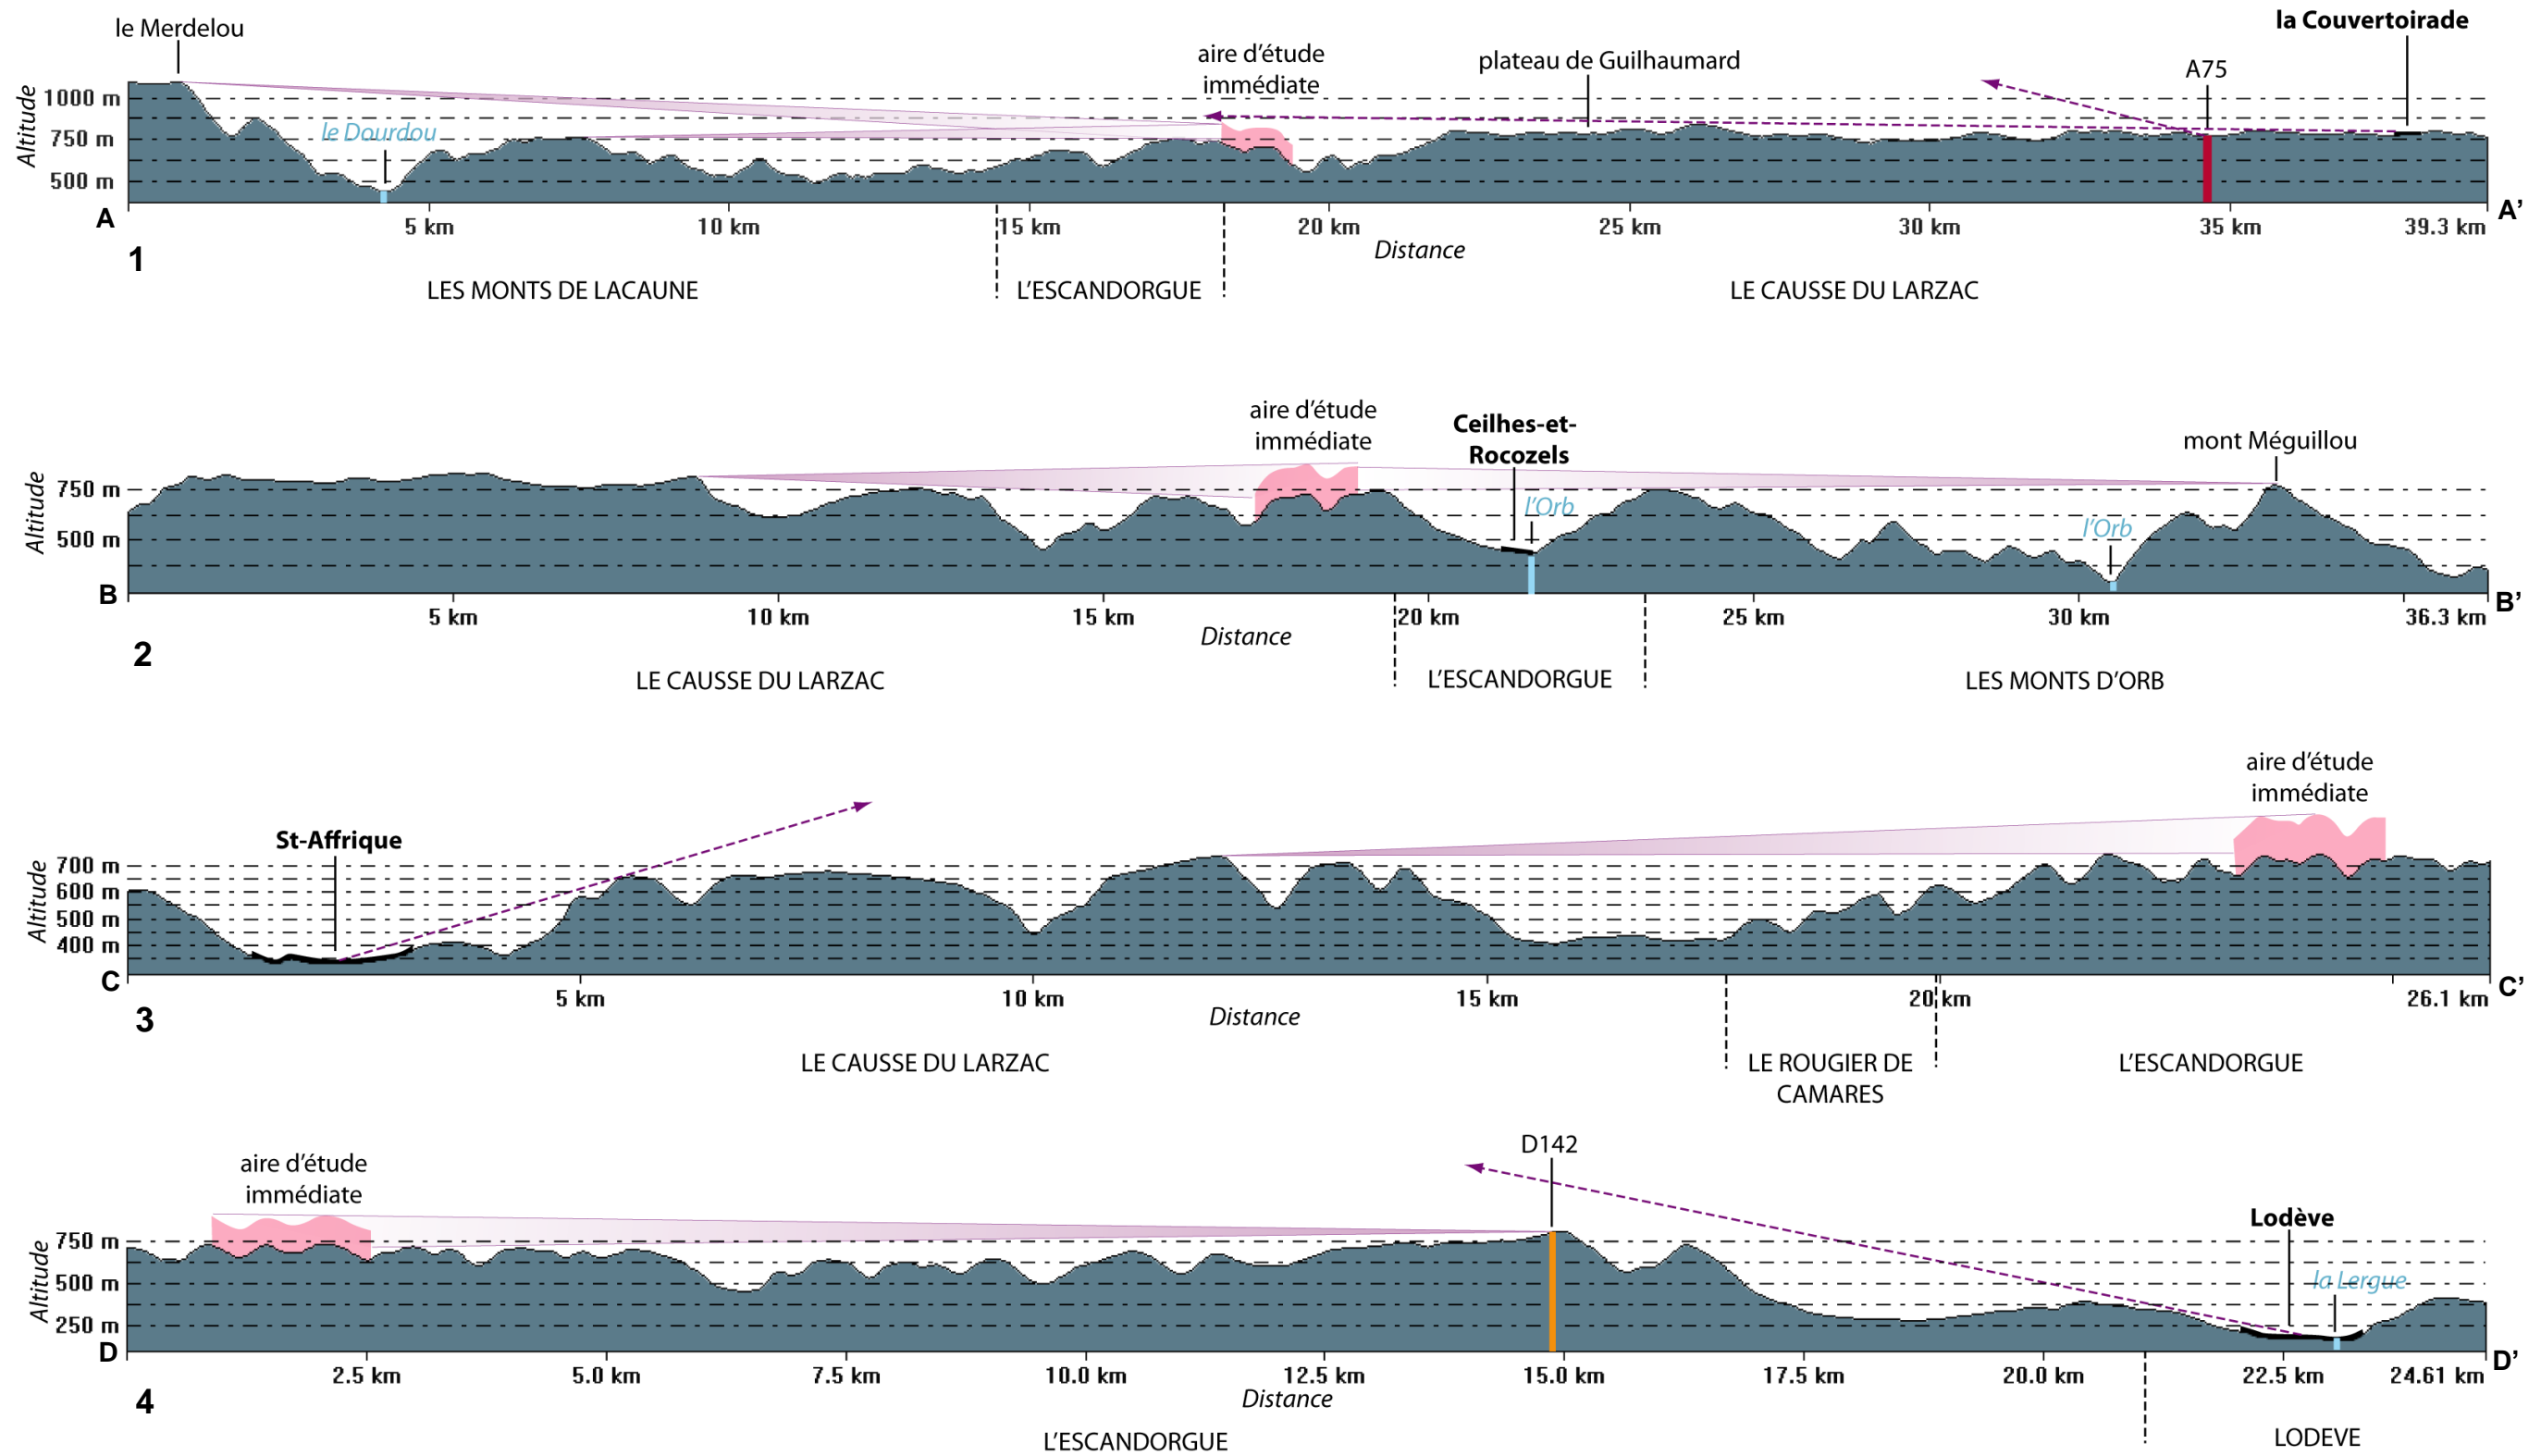 le Merdelou
aire d'étude
immédiate
plateau de Guilhaumard
A75
la Couvertoirade
Altitude
1000 m
750 m
500 m
le Dourdou
A
A'
5 km
10 km
15 km
20 km
25 km
30 km
35 km
39.3 km
Distance
1
LES MONTS DE LACAUNE
L'ESCANDORGUE
LE CAUSSE DU LARZAC
aire d'étude
immédiate
Ceilhes-et-
Rocozels
mont Méguillou
Altitude
750 m
500 m
l'Orb
l'Orb
B
B'
5 km
10 km
15 km
20 km
25 km
30 km
36.3 km
Distance
2
LE CAUSSE DU LARZAC
L'ESCANDORGUE
LES MONTS D'ORB
aire d'étude
immédiate
St-Affrique
Altitude
700 m
600 m
500 m
400 m
C
C'
5 km
10 km
15 km
20 km
26.1 km
Distance
3
LE CAUSSE DU LARZAC
LE ROUGIER DE
CAMARES
L'ESCANDORGUE
aire d'étude
immédiate
D142
Lodève
la Lergue
Altitude
750 m
500 m
250 m
D
D'
2.5 km
5.0 km
7.5 km
10.0 km
12.5 km
15.0 km
17.5 km
20.0 km
22.5 km
24.61 km
Distance
4
L'ESCANDORGUE
LODEVE